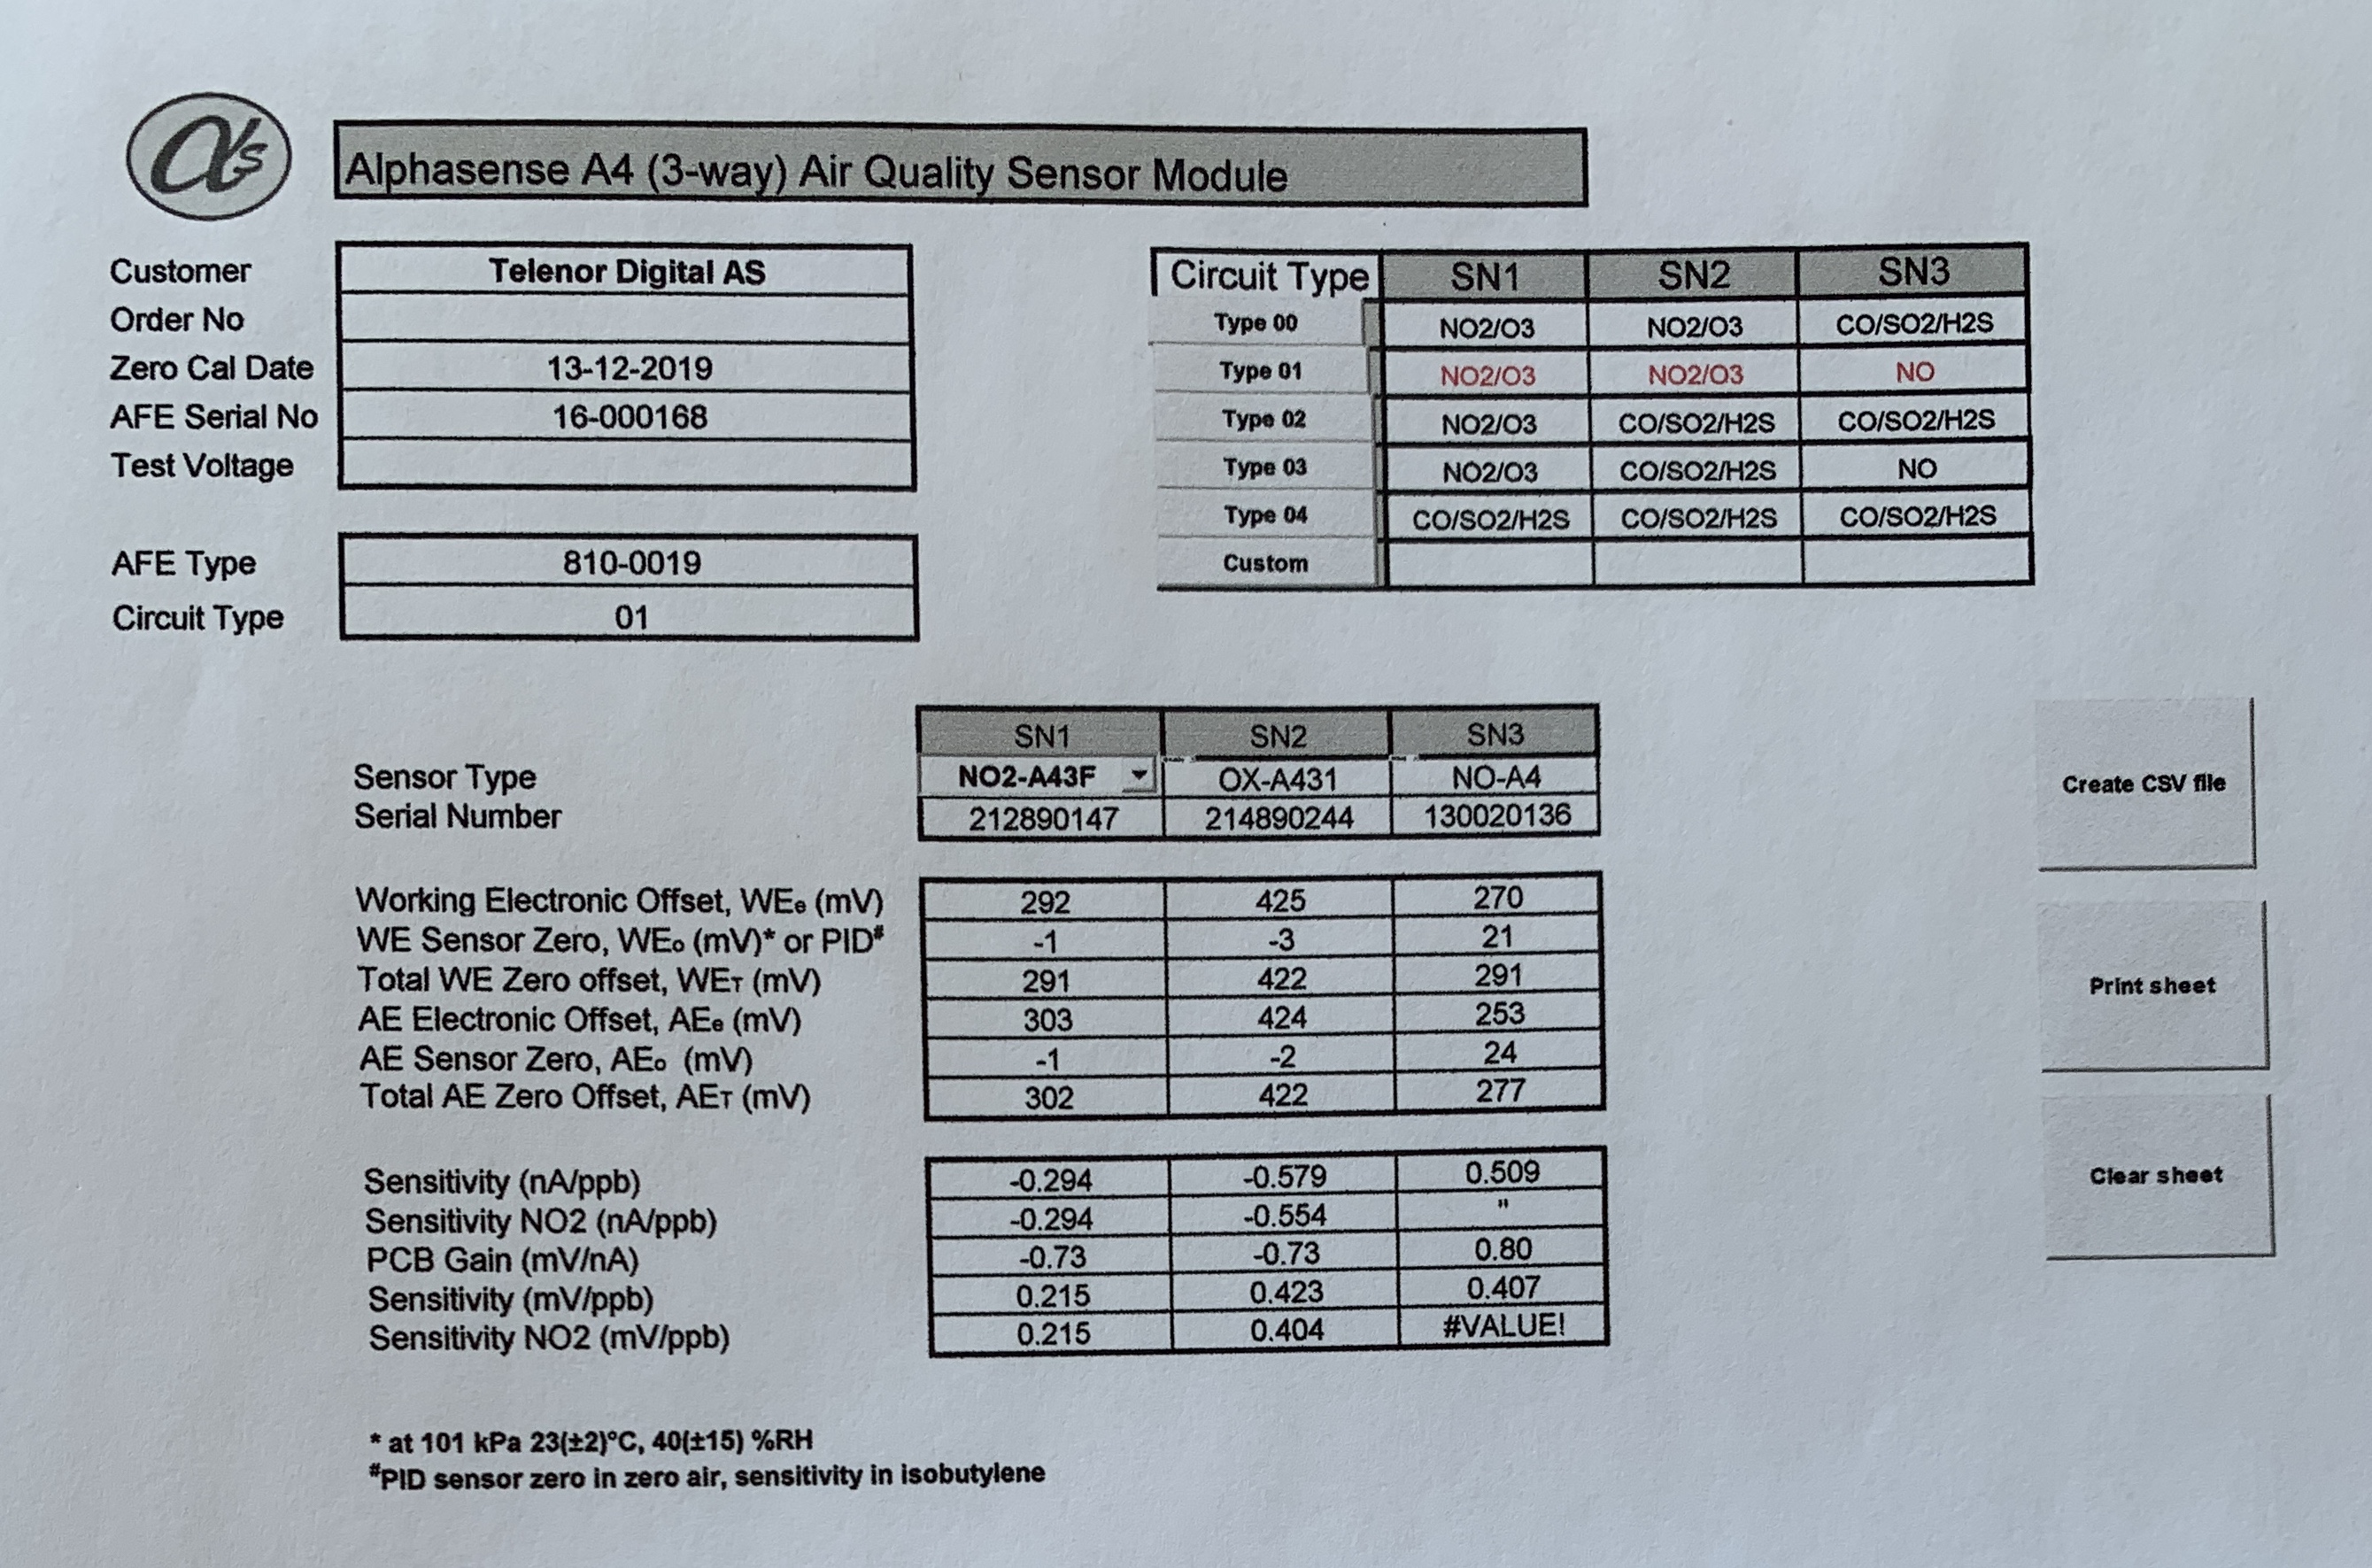 αs
Alphasense A4 (3-way) Air Quality Sensor Module
Customer Telenor Digital AS
Order No
Zero Cal Date 13-12-2019
AFE Serial No 16-000168
Test Voltage
AFE Type 810-0019
Circuit Type 01
Circuit Type SN1 SN2 SN3
Type 00 NO2/O3 NO2/O3 CO/SO2/H2S
Type 01 NO2/O3 NO2/O3 NO
Type 02 NO2/O3 CO/SO2/H2S CO/SO2/H2S
Type 03 NO2/O3 CO/SO2/H2S NO
Type 04 CO/SO2/H2S CO/SO2/H2S CO/SO2/H2S
Custom
SN1 SN2 SN3
Sensor Type NO2-A43F OX-A431 NO-A4
Serial Number 212890147 214890244 130020136
Working Electronic Offset, WEe (mV) 292 425 270
WE Sensor Zero, WEo (mV)* or PID# -1 -3 21
Total WE Zero offset, WET (mV) 291 422 291
AE Electronic Offset, AEe (mV) 303 424 253
AE Sensor Zero, AEo (mV) -1 -2 24
Total AE Zero Offset, AET (mV) 302 422 277
Sensitivity (nA/ppb) -0.294 -0.579 0.509
Sensitivity NO2 (nA/ppb) -0.294 -0.554 "
PCB Gain (mV/nA) -0.73 -0.73 0.80
Sensitivity (mV/ppb) 0.215 0.423 0.407
Sensitivity NO2 (mV/ppb) 0.215 0.404 #VALUE!
Create CSV file
Print sheet
Clear sheet
* at 101 kPa 23(±2)°C, 40(±15) %RH
#PID sensor zero in zero air, sensitivity in isobutylene